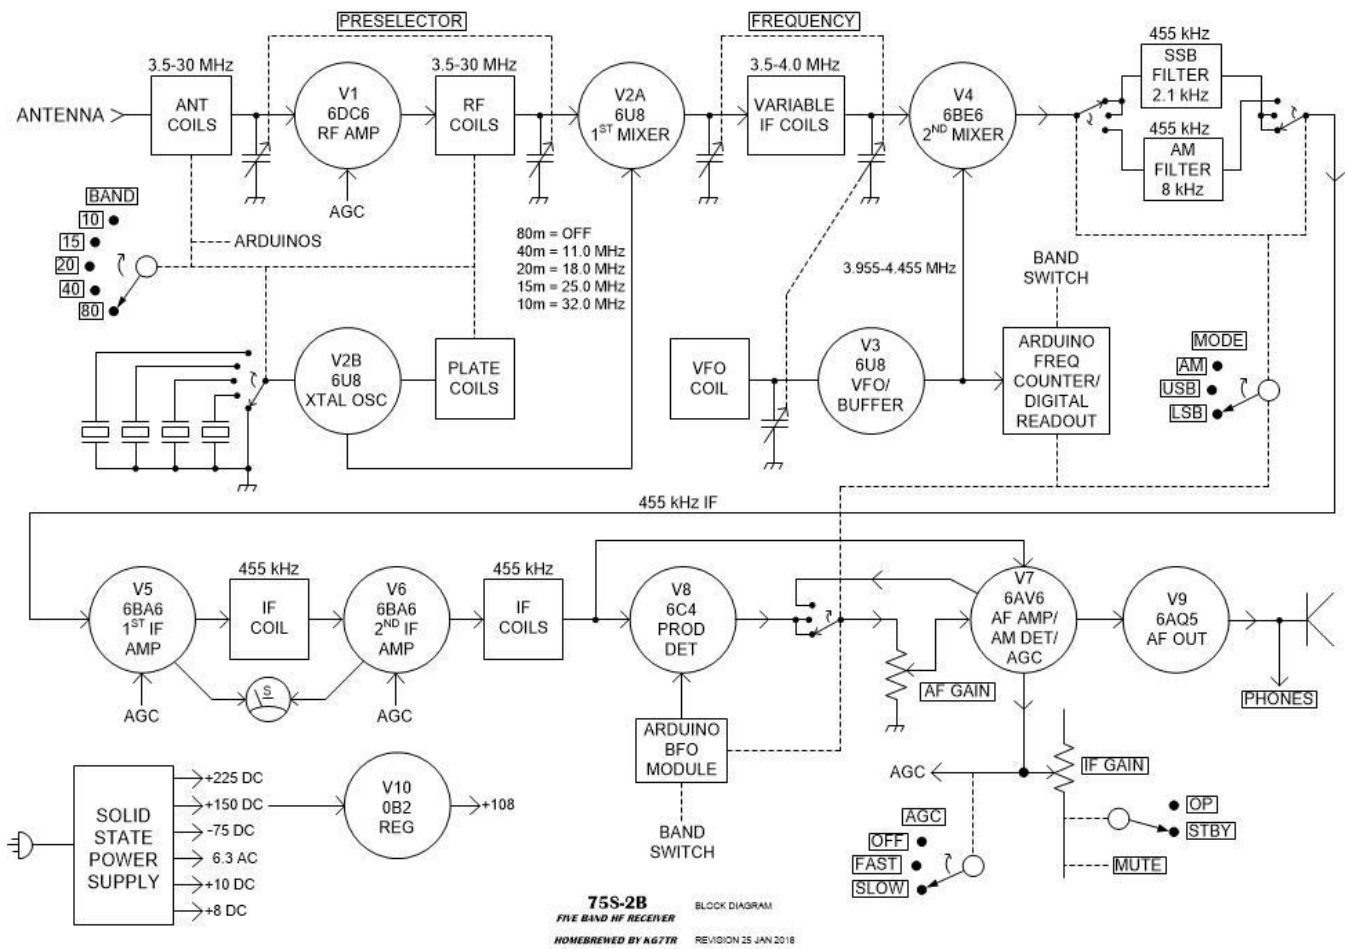 PRESELECTOR
FREQUENCY
3.5-30 MHz
ANTENNA
ANT
COILS
V1
6DC6
RF AMP
AGC
3.5-30 MHz
RF
COILS
V2A
6U8
1ST MIXER
3.5-4.0 MHz
VARIABLE
IF COILS
V4
6BE6
2ND MIXER
455 kHz
SSB
FILTER
2.1 kHz
455 kHz
AM
FILTER
8 kHz
BAND
10
15
20
40
80
ARDUINOS
80m = OFF
40m = 11.0 MHz
20m = 18.0 MHz
15m = 25.0 MHz
10m = 32.0 MHz
3.955-4.455 MHz
BAND
SWITCH
V2B
6U8
XTAL OSC
PLATE
COILS
VFO
COIL
V3
6U8
VFO/
BUFFER
ARDUINO
FREQ
COUNTER/
DIGITAL
READOUT
MODE
AM
USB
LSB
455 kHz IF
V5
6BA6
1ST IF
AMP
AGC
455 kHz
IF
COIL
S
V6
6BA6
2ND IF
AMP
AGC
455 kHz
IF
COILS
V8
6C4
PROD
DET
ARDUINO
BFO
MODULE
BAND
SWITCH
AF GAIN
V7
6AV6
AF AMP/
AM DET/
AGC
V9
6AQ5
AF OUT
PHONES
AGC
IF GAIN
OP
STBY
MUTE
AGC
OFF
FAST
SLOW
SOLID
STATE
POWER
SUPPLY
+225 DC
+150 DC
-75 DC
6.3 AC
+10 DC
+8 DC
V10
0B2
REG
+108
75S-2B
FIVE BAND HF RECEIVER
HOMEBREWED BY K67TR
BLOCK DIAGRAM
REVISION 25 JAN 2018